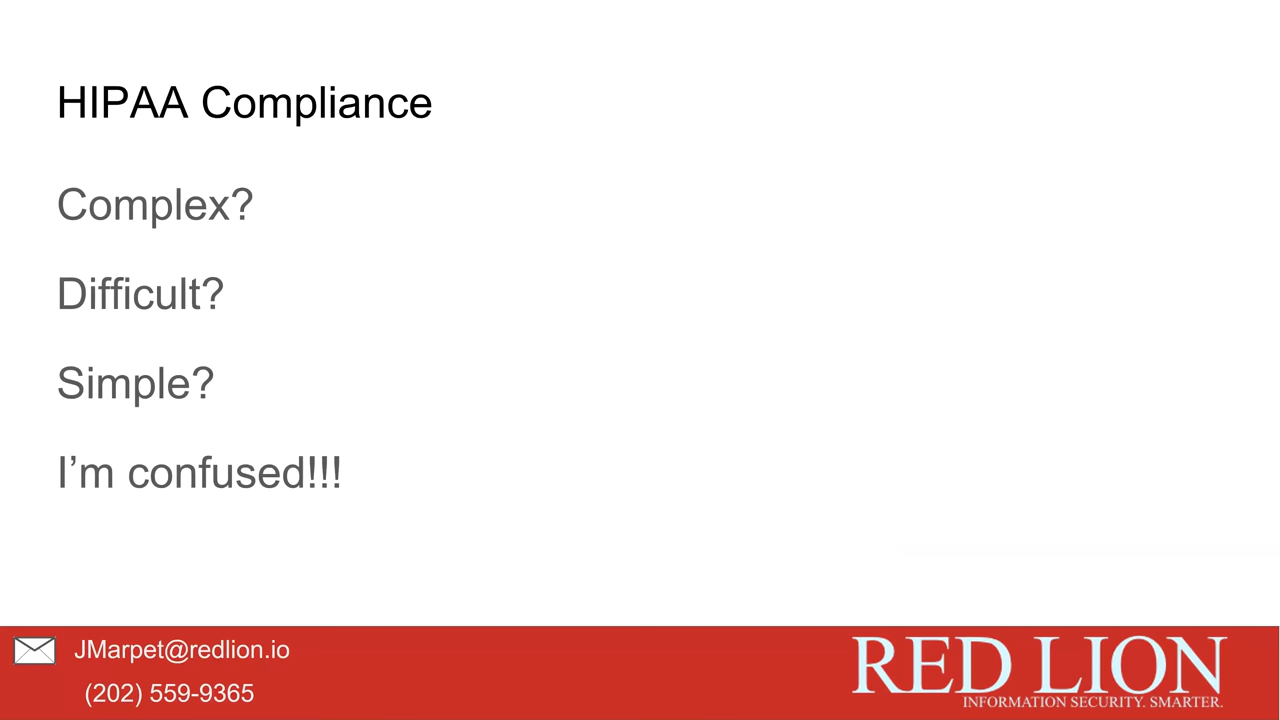 HIPAA Compliance
Complex?
Difficult?
Simple?
I’m confused!!!
JMarpet@redlion.io
(202) 559-9365
RED LION
INFORMATION SECURITY. SMARTER.